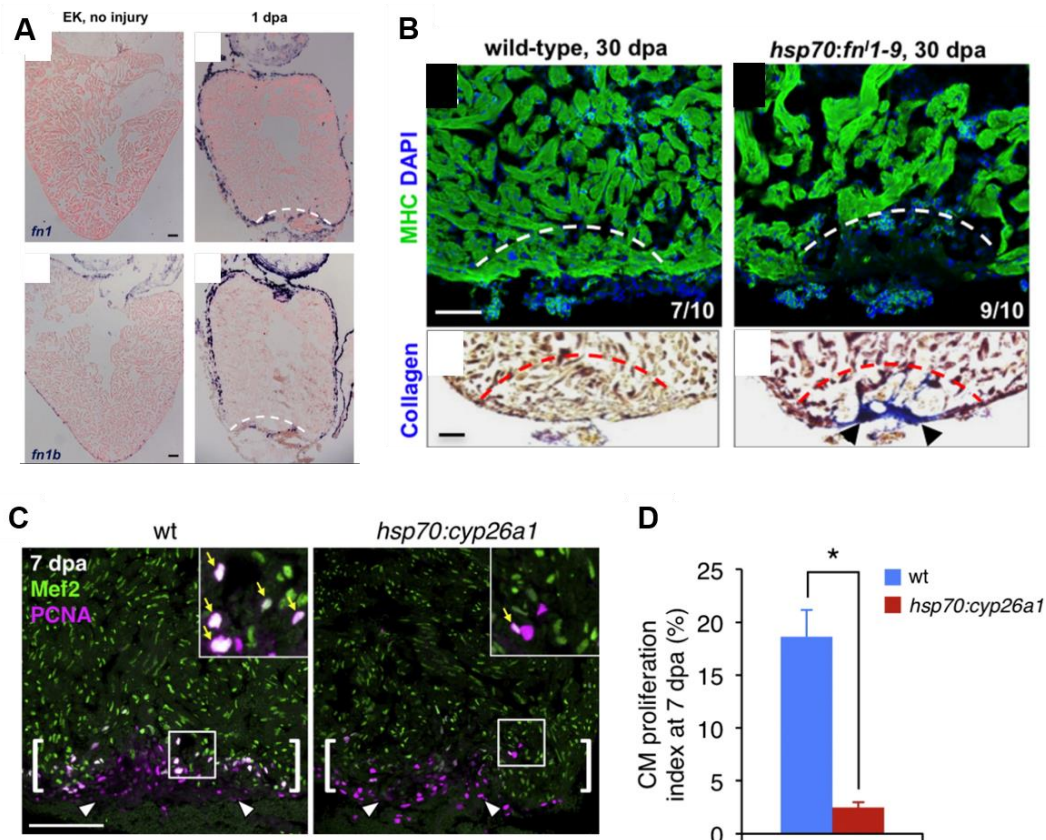 A
EK, no injury
1 dpa
fn1
fn1b
B
wild-type, 30 dpa
hsp70:fn^l1-9, 30 dpa
MHC DAPI
7/10
9/10
Collagen
C
wt
hsp70:cyp26a1
7 dpa
Mef2
PCNA
D
CM proliferation
index at 7 dpa (%)
25
20
15
10
5
0
*
wt
hsp70:cyp26a1